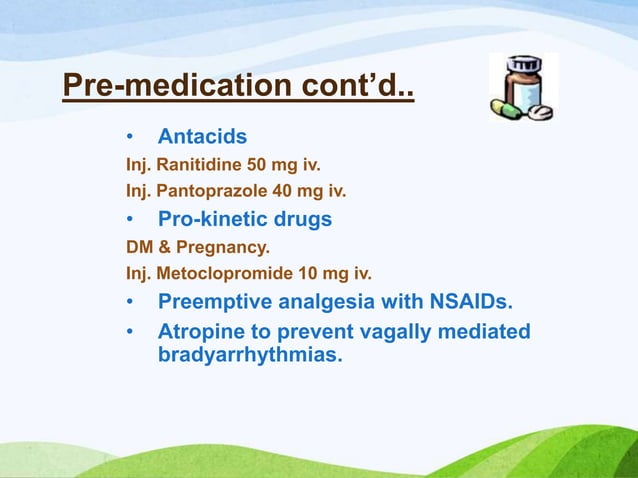 Pre-medication cont’d..
• Antacids
Inj. Ranitidine 50 mg iv.
Inj. Pantoprazole 40 mg iv.
• Pro-kinetic drugs
DM & Pregnancy.
Inj. Metoclopromide 10 mg iv.
• Preemptive analgesia with NSAIDs.
• Atropine to prevent vagally mediated
bradyarrhythmias.